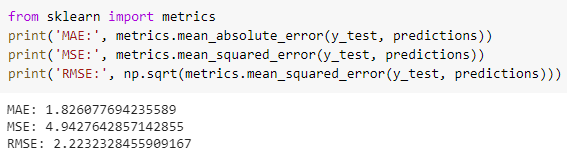 from sklearn import metrics
print('MAE:', metrics.mean_absolute_error(y_test, predictions))
print('MSE:', metrics.mean_squared_error(y_test, predictions))
print('RMSE:', np.sqrt(metrics.mean_squared_error(y_test, predictions)))
MAE: 1.826077694235589
MSE: 4.9427642857142855
RMSE: 2.2232328455909167